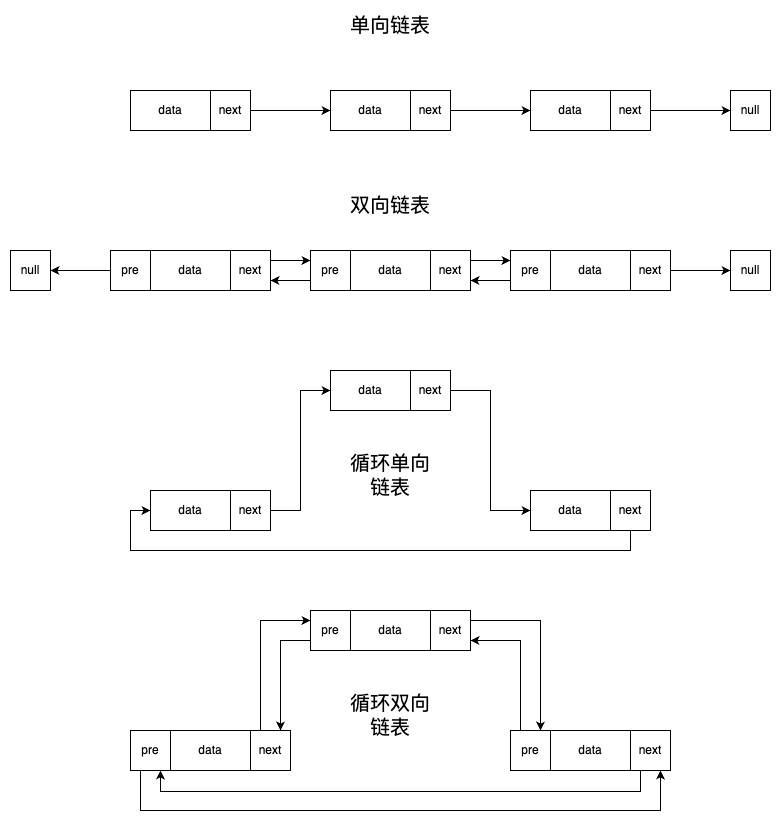 单向链表
data next data next data next null
双向链表
null pre data next pre data next pre data next null
data next
循环单向
链表
data next data next
pre data next
循环双向
链表
pre data next pre data next